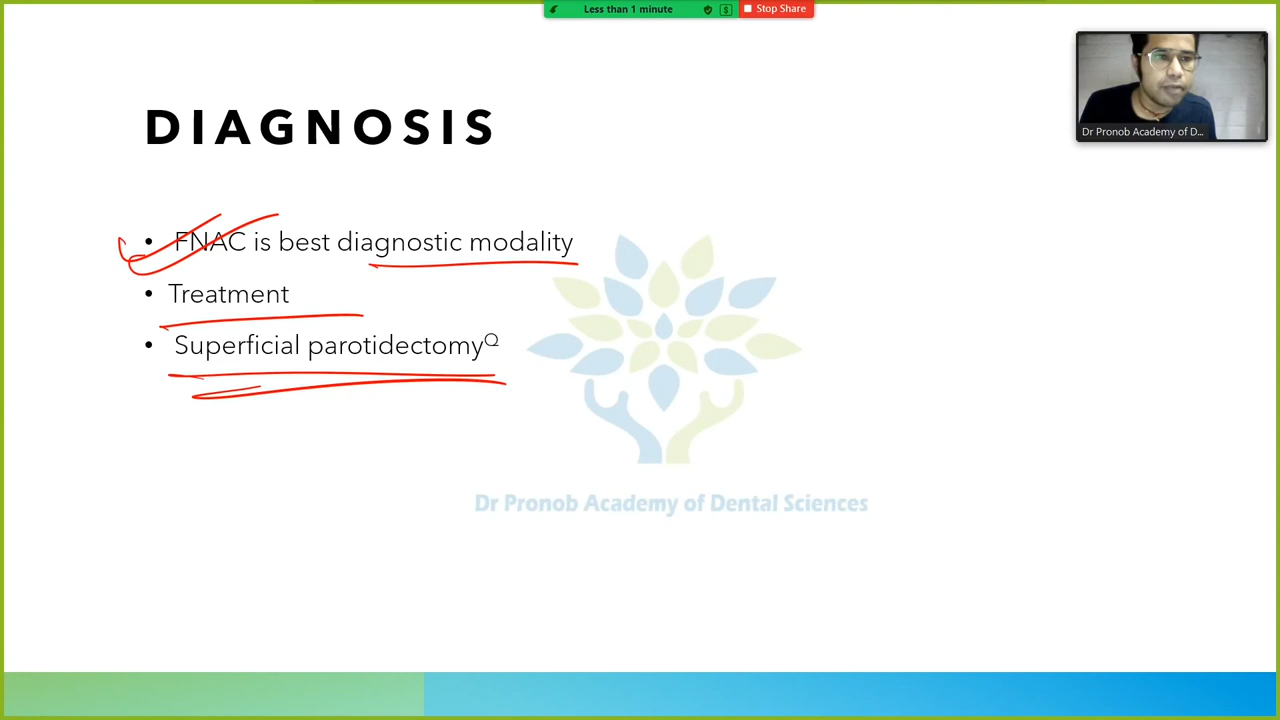 Less than 1 minute
$
Stop Share
Dr Pronob Academy of D...
DIAGNOSIS
• FNAC is best diagnostic modality
• Treatment
• Superficial parotidectomyQ
Dr Pronob Academy of Dental Sciences